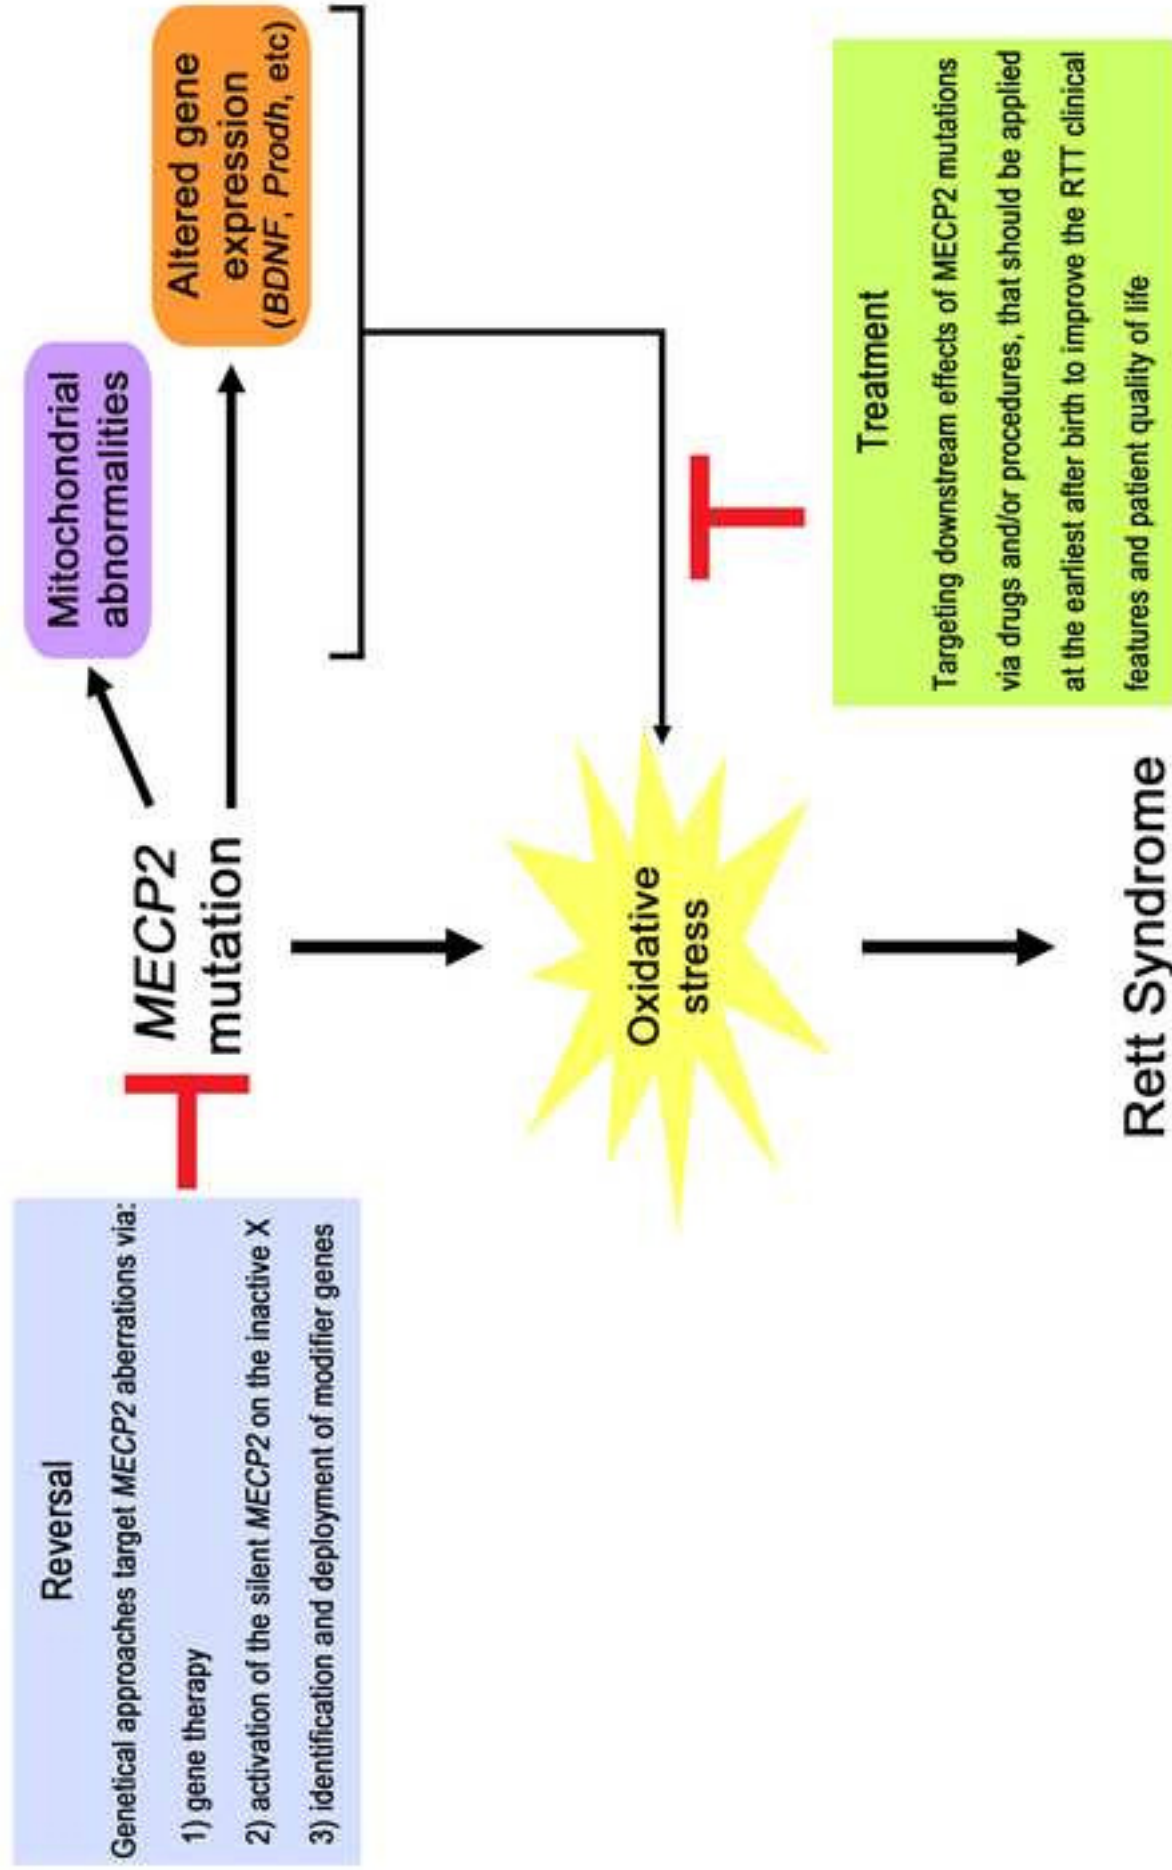 Reversal
Genetical approaches target MECP2 aberrations via:
1) gene therapy
2) activation of the silent MECP2 on the inactive X
3) identification and deployment of modifier genes
MECP2
mutation
Mitochondrial
abnormalities
Altered gene
expression
(BDNF, Prodh, etc)
Oxidative
stress
Treatment
Targeting downstream effects of MECP2 mutations
via drugs and/or procedures, that should be applied
at the earliest after birth to improve the RTT clinical
features and patient quality of life
Rett Syndrome